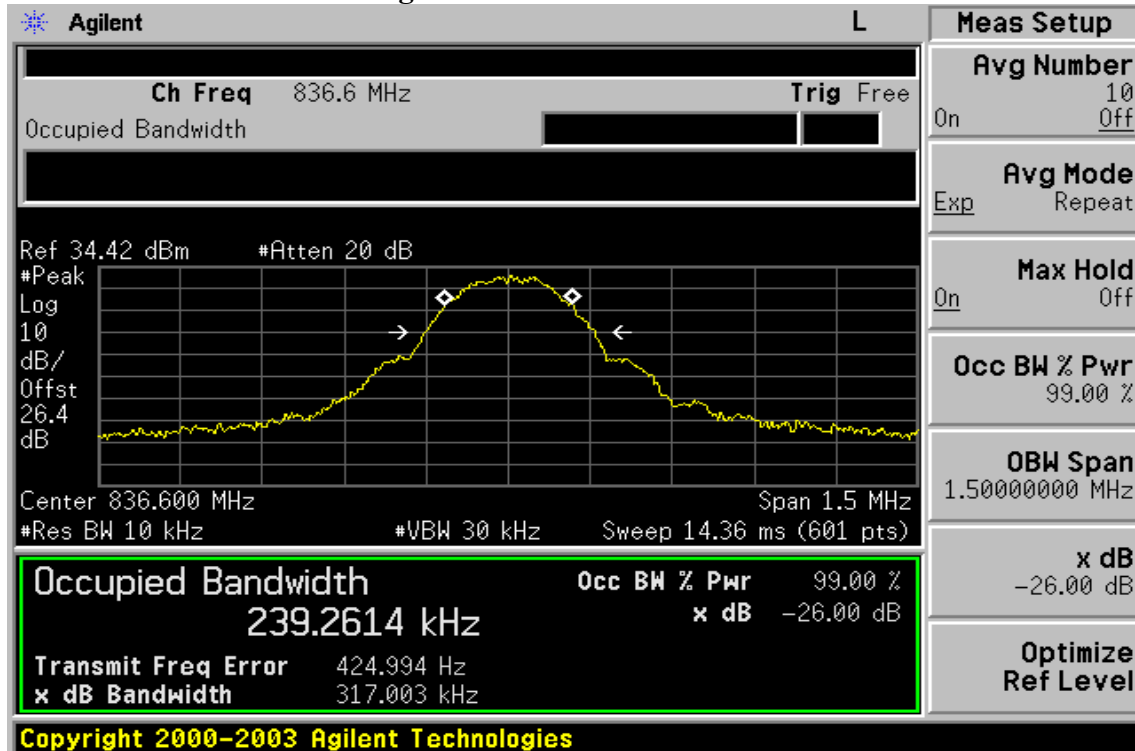 Agilent L
Ch Freq 836.6 MHz Trig Free
Occupied Bandwidth
Ref 34.42 dBm #Atten 20 dB
#Peak
Log
10
dB/
Offst
26.4
dB
Center 836.600 MHz Span 1.5 MHz
#Res BW 10 kHz #VBW 30 kHz Sweep 14.36 ms (601 pts)
Occupied Bandwidth Occ BW % Pwr 99.00 %
239.2614 kHz x dB -26.00 dB
Transmit Freq Error 424.994 Hz
x dB Bandwidth 317.003 kHz
Copyright 2000-2003 Agilent Technologies
Meas Setup
Avg Number
10
On Off
Avg Mode
Exp Repeat
Max Hold
On Off
Occ BW % Pwr
99.00 %
OBW Span
1.50000000 MHz
x dB
-26.00 dB
Optimize
Ref Level